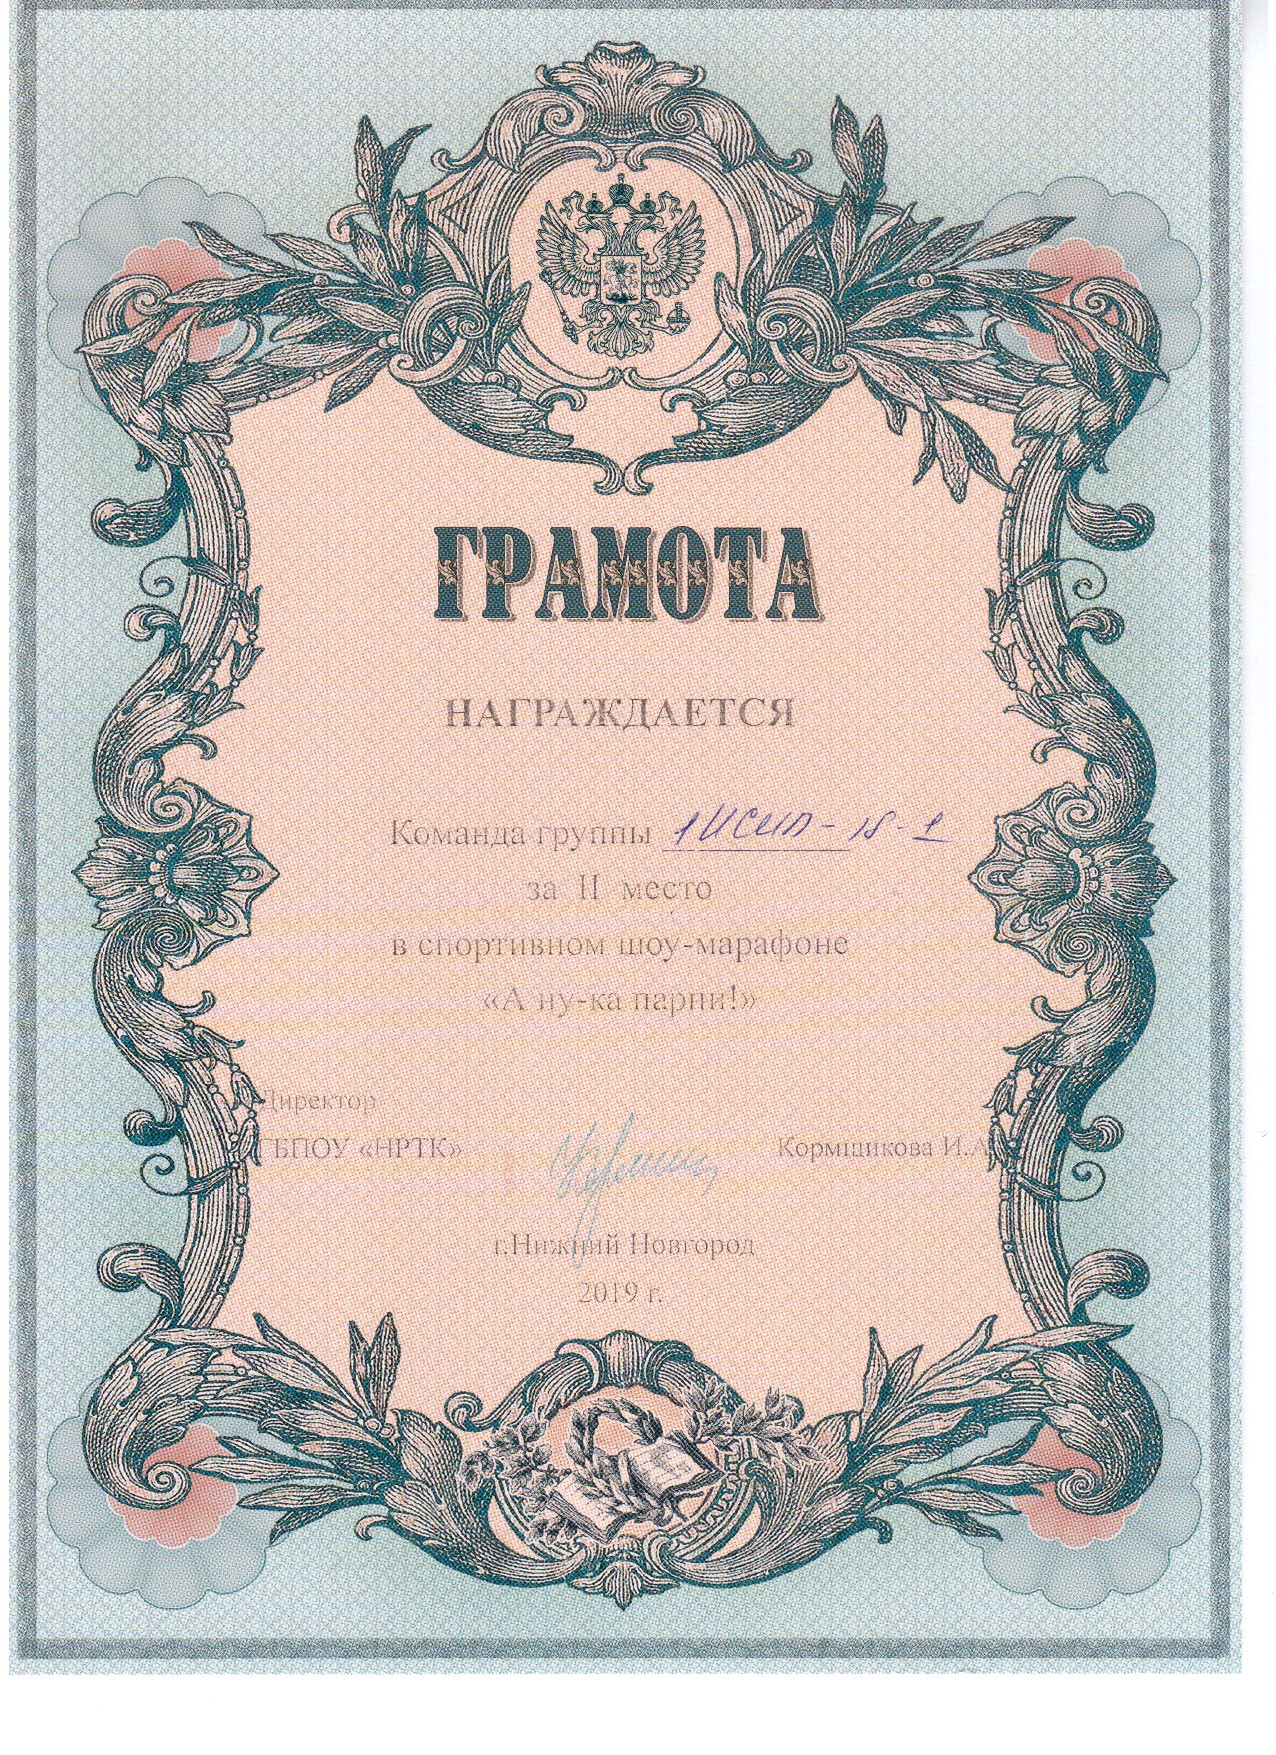 ГРАМОТА
НАГРАЖДАЕТСЯ
Команда группы 1ИСИП-18-1
за II место
в спортивном шоу-марафоне
«А ну-ка парни!»
Директор
ГБПОУ «НРТК» Кормщикова И.А
г.Нижний Новгород
2019 г.